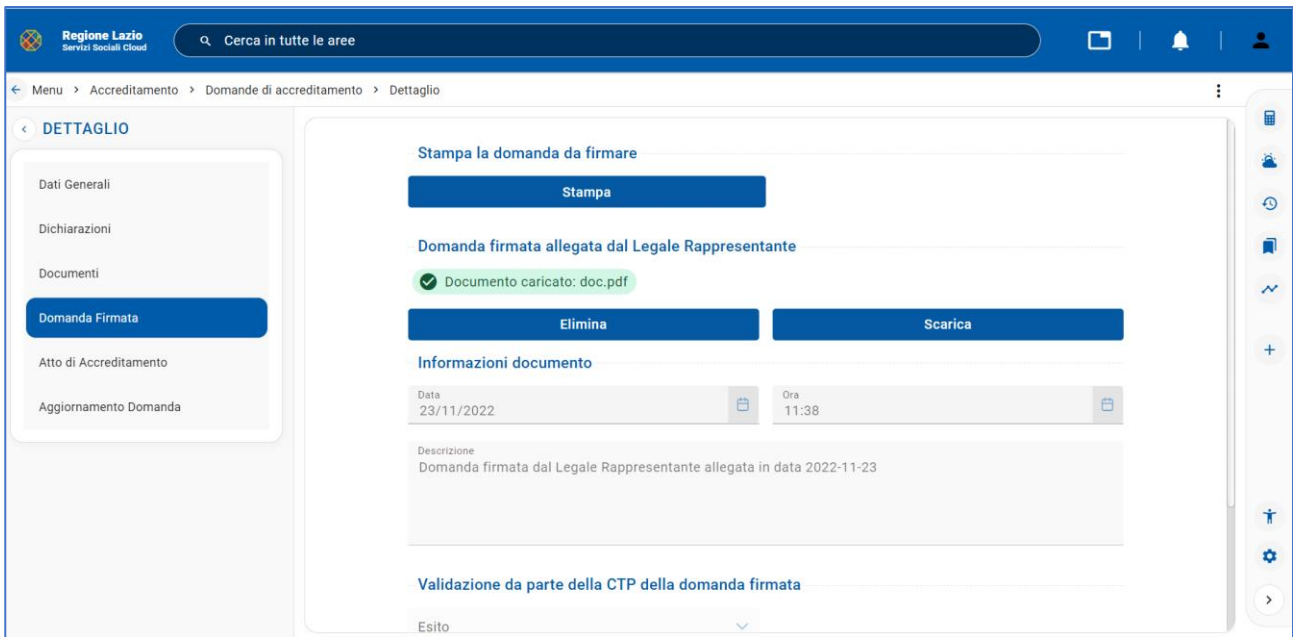 Regione Lazio
Servizi Sociali Cloud
Cerca in tutte le aree
Menu > Accreditamento > Domande di accreditamento > Dettaglio
DETTAGLIO
Dati Generali
Dichiarazioni
Documenti
Domanda Firmata
Atto di Accreditamento
Aggiornamento Domanda
Stampa la domanda da firmare
Stampa
Domanda firmata allegata dal Legale Rappresentante
Documento caricato: doc.pdf
Elimina
Scarica
Informazioni documento
Data
23/11/2022
Ora
11:38
Descrizione
Domanda firmata dal Legale Rappresentante allegata in data 2022-11-23
Validazione da parte della CTP della domanda firmata
Esito